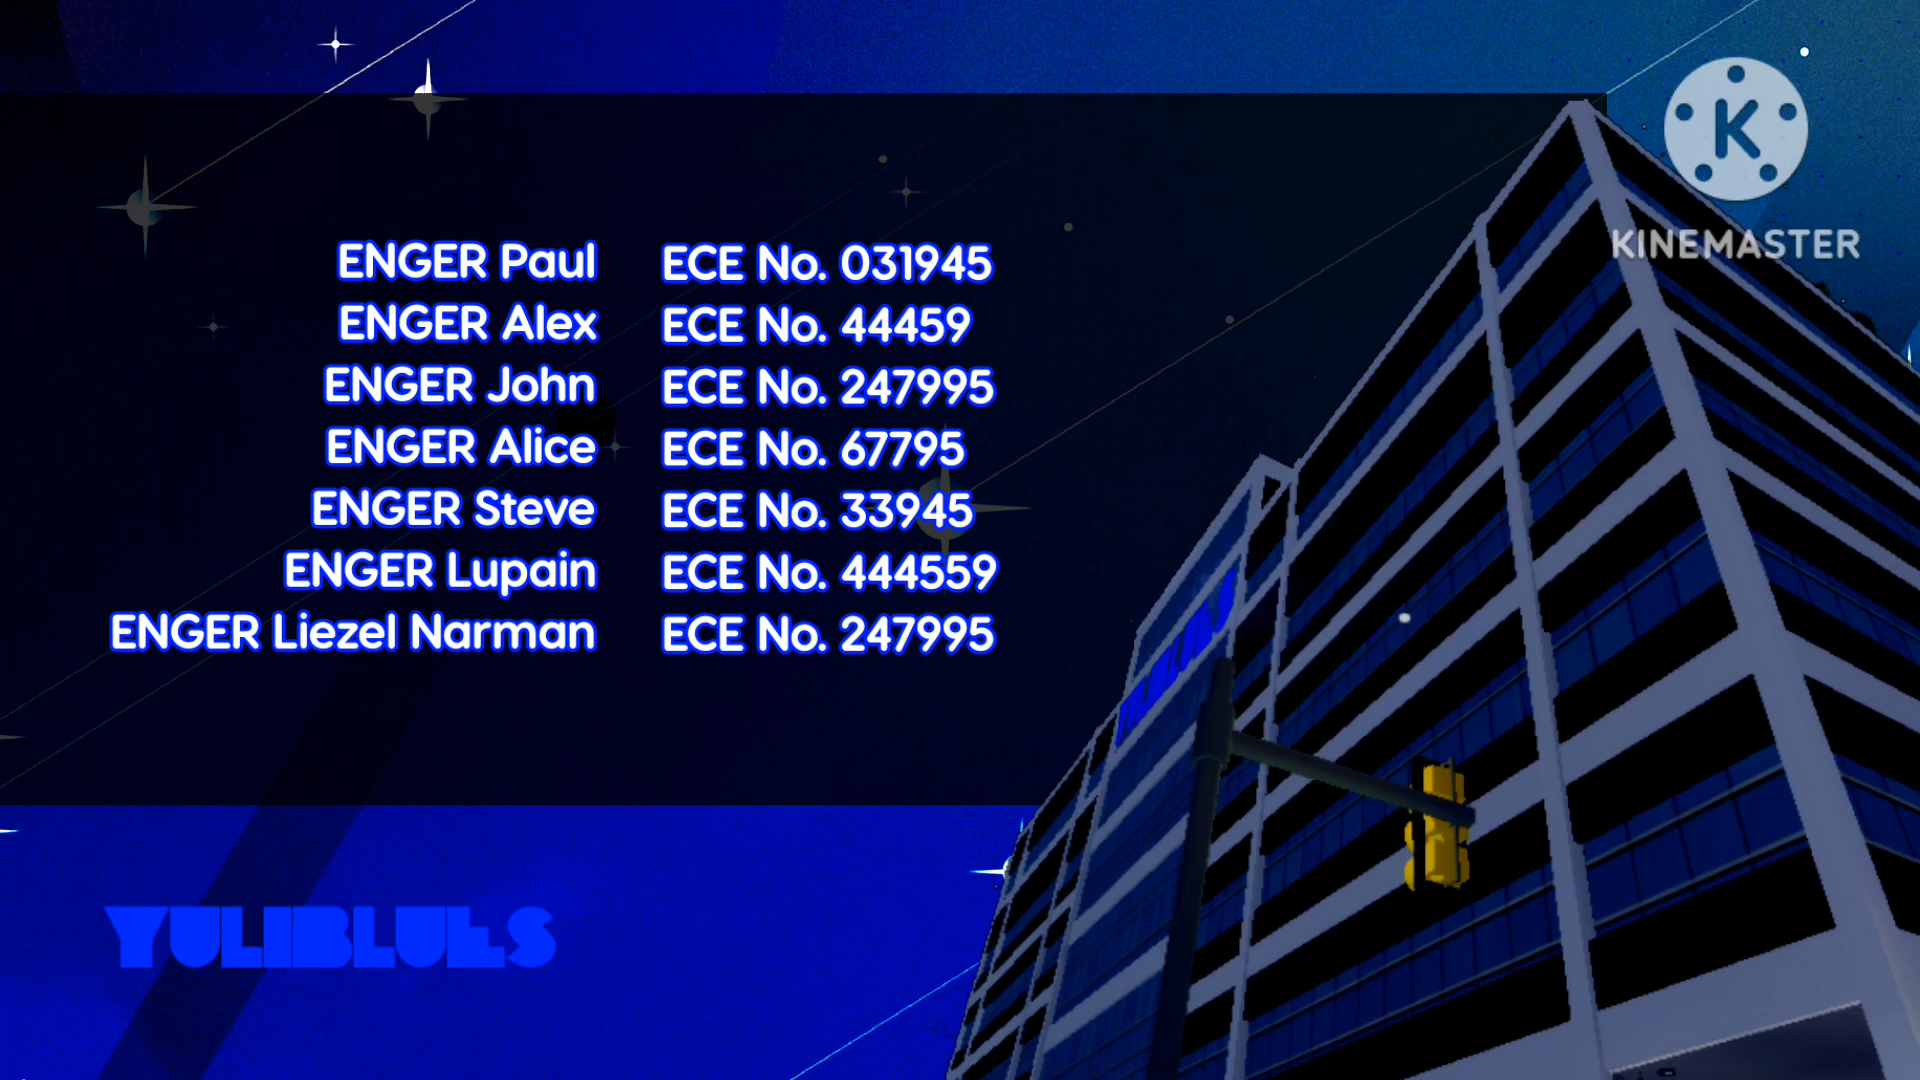 K
KINEMASTER
ENGER Paul ECE No. 031945
ENGER Alex ECE No. 44459
ENGER John ECE No. 247995
ENGER Alice ECE No. 67795
ENGER Steve ECE No. 33945
ENGER Lupain ECE No. 444559
ENGER Liezel Narman ECE No. 247995
YULIBLUES